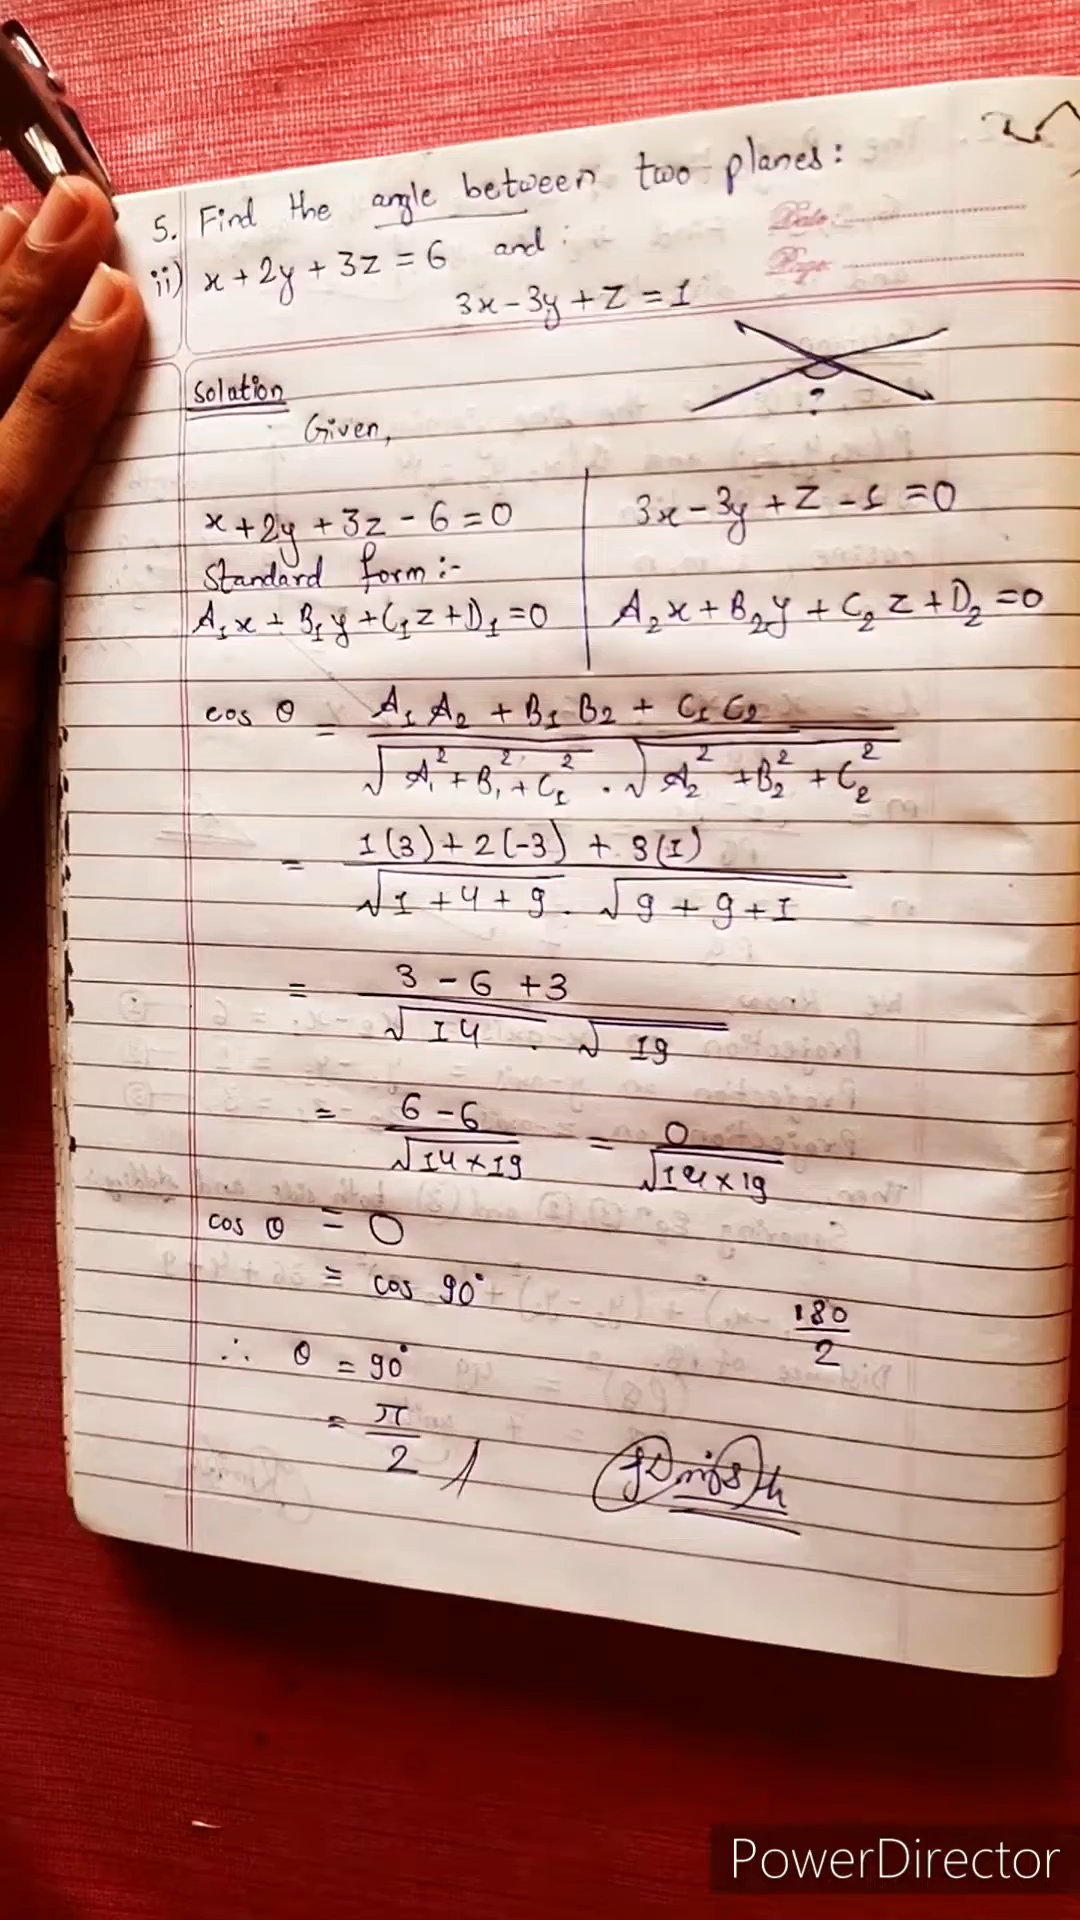 5. Find the angle between two planes:
ii) x + 2y + 3z = 6 and :
3x - 3y + z = 1
Date:
Page:
Solution
?
Given,
x + 2y + 3z - 6 = 0
3x - 3y + z - 1 = 0
Standard form :-
A₁x + B₁y + C₁z + D₁ = 0
A₂x + B₂y + C₂z + D₂ = 0
cos θ = (A₁A₂ + B₁B₂ + C₁C₂) / (√(A₁² + B₁² + C₁²) . √(A₂² + B₂² + C₂²))
= (1(3) + 2(-3) + 3(1)) / (√(1 + 4 + 9) . √(9 + 9 + 1))
= (3 - 6 + 3) / (√14 . √19)
= (6 - 6) / √(14 × 19) = 0 / √(14 × 19)
cos θ = 0
= cos 90°
180/2
∴ θ = 90°
= π/2
PowerDirector